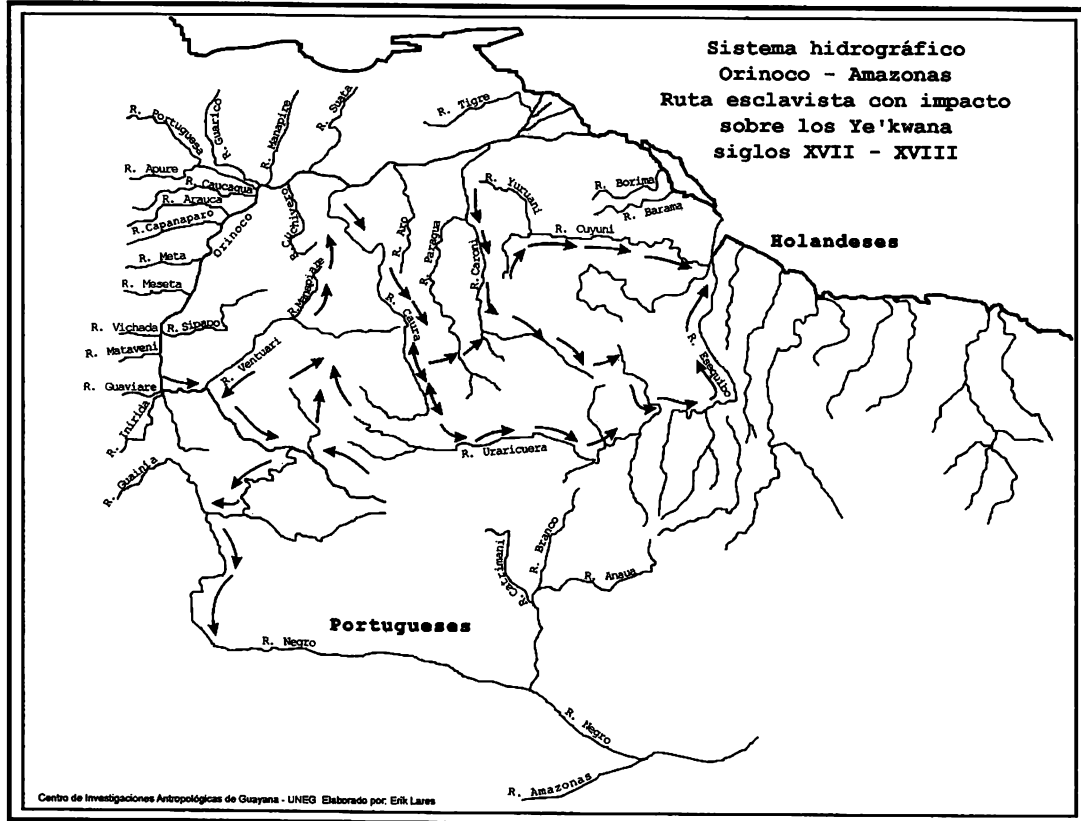 Sistema hidrográfico
Orinoco - Amazonas
Ruta esclavista con impacto
sobre los Ye'kwana
siglos XVII - XVIII
R. Portuguesa
R. Guarico
R. Manapire
R. Suata
R. Tigre
R. Apure
R. Caucagua
R. Arauca
R. Capanaparo
Orinoco
R. Cuchivero
R. Meta
R. Meseta
R. Manapiare
R. Aro
R. Paragua
R. Caroni
R. Yuruani
R. Borima
R. Barama
R. Cuyuni
Holandeses
R. Vichada
R. Sipapo
R. Mataveni
R. Ventuari
R. Caura
R. Esequibo
R. Guaviare
R. Inirida
R. Guainía
R. Uraricuera
R. Catrimani
R. Branco
R. Anaua
Portugueses
R. Negro
R. Negro
R. Amazonas
Centro de Investigaciones Antropológicas de Guayana - UNEG Elaborado por: Erik Lares